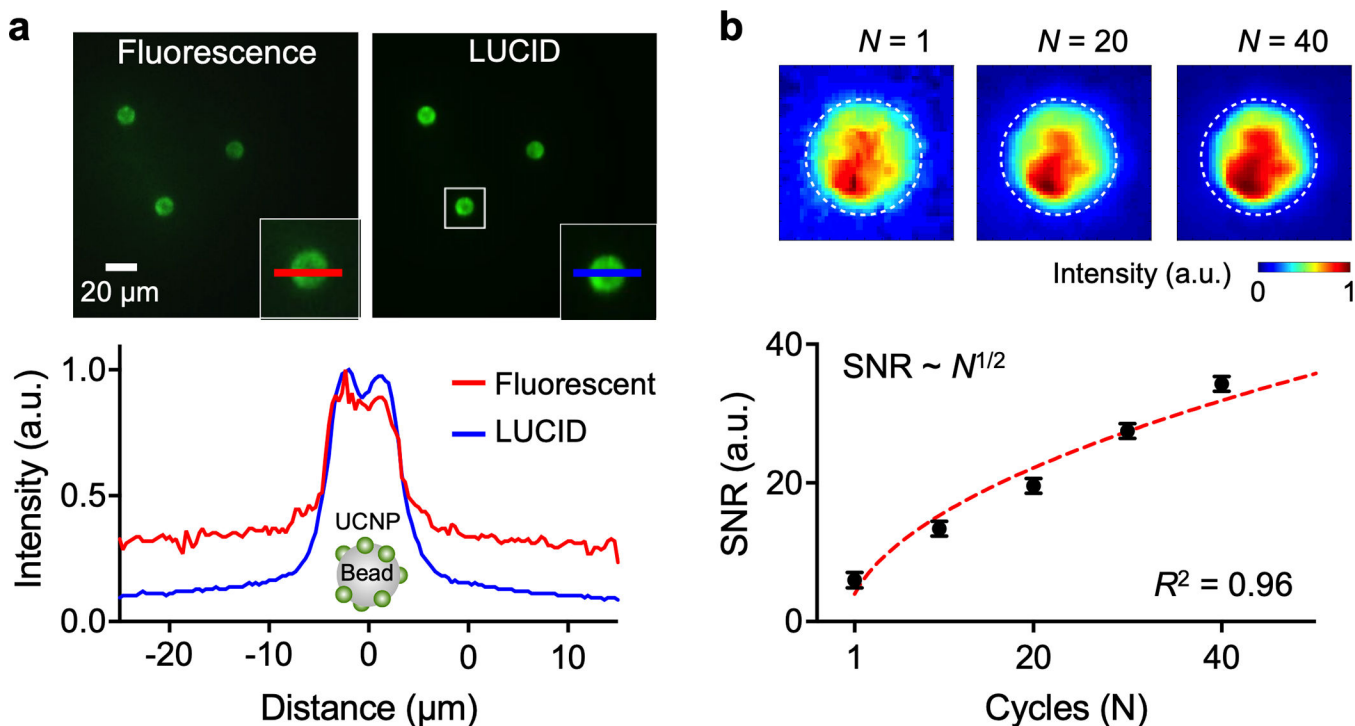 a
Fluorescence
LUCID
20 µm
1.0
0.5
0.0
Intensity (a.u.)
Fluorescent
LUCID
UCNP
Bead
-20
-10
0
0
10
Distance (µm)
b
N = 1
N = 20
N = 40
Intensity (a.u.)
0
1
SNR ~ N^{1/2}
40
20
0
SNR (a.u.)
R² = 0.96
1
20
40
Cycles (N)